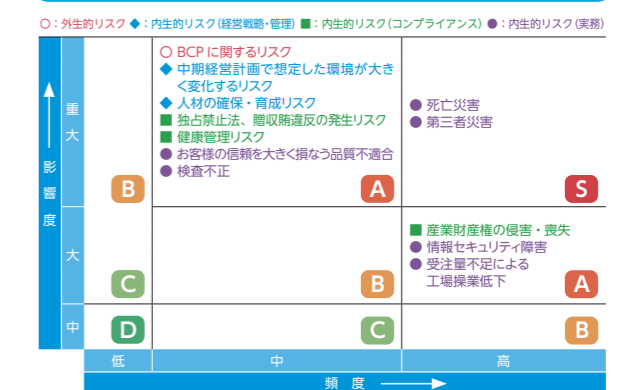 ○：外生的リスク ◆：内生的リスク（経営戦略・管理） ■：内生的リスク（コンプライアンス） ●：内生的リスク（実務）
影響度
重大
○ BCP に関するリスク
◆ 中期経営計画で想定した環境が大き
く変化するリスク
◆ 人材の確保・育成リスク
■ 独占禁止法、贈収賄違反の発生リスク
■ 健康管理リスク
● お客様の信頼を大きく損なう品質不適合
● 検査不正
● 死亡災害
● 第三者災害
B
A
S
大
■ 産業財産権の侵害・喪失
● 情報セキュリティ障害
● 受注量不足による
工場操業低下
C
B
A
中
D
C
B
低
中
高
頻度